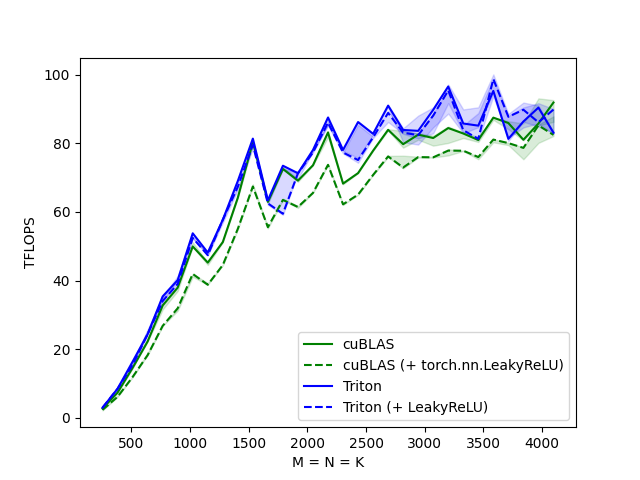 100
80
60
40
20
0
TFLOPS
500
1000
1500
2000
2500
3000
3500
4000
M = N = K
cuBLAS
cuBLAS (+ torch.nn.LeakyReLU)
Triton
Triton (+ LeakyReLU)